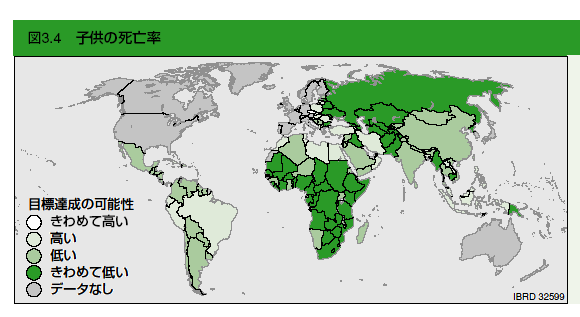 図3.4 子供の死亡率
目標達成の可能性
きわめて高い
高い
低い
きわめて低い
データなし
IBRD 32599